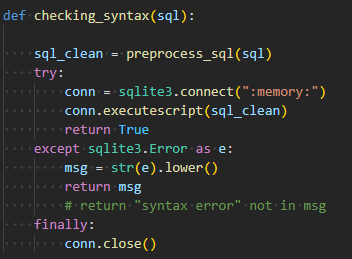 def checking_syntax(sql):
    sql_clean = preprocess_sql(sql)
    try:
        conn = sqlite3.connect(":memory:")
        conn.executescript(sql_clean)
        return True
    except sqlite3.Error as e:
        msg = str(e).lower()
        return msg
        # return "syntax error" not in msg
    finally:
        conn.close()